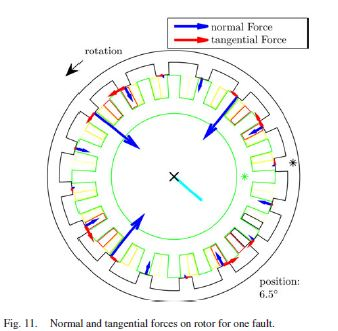 normal Force
tangential Force
rotation
position:
6.5°
Fig. 11. Normal and tangential forces on rotor for one fault.